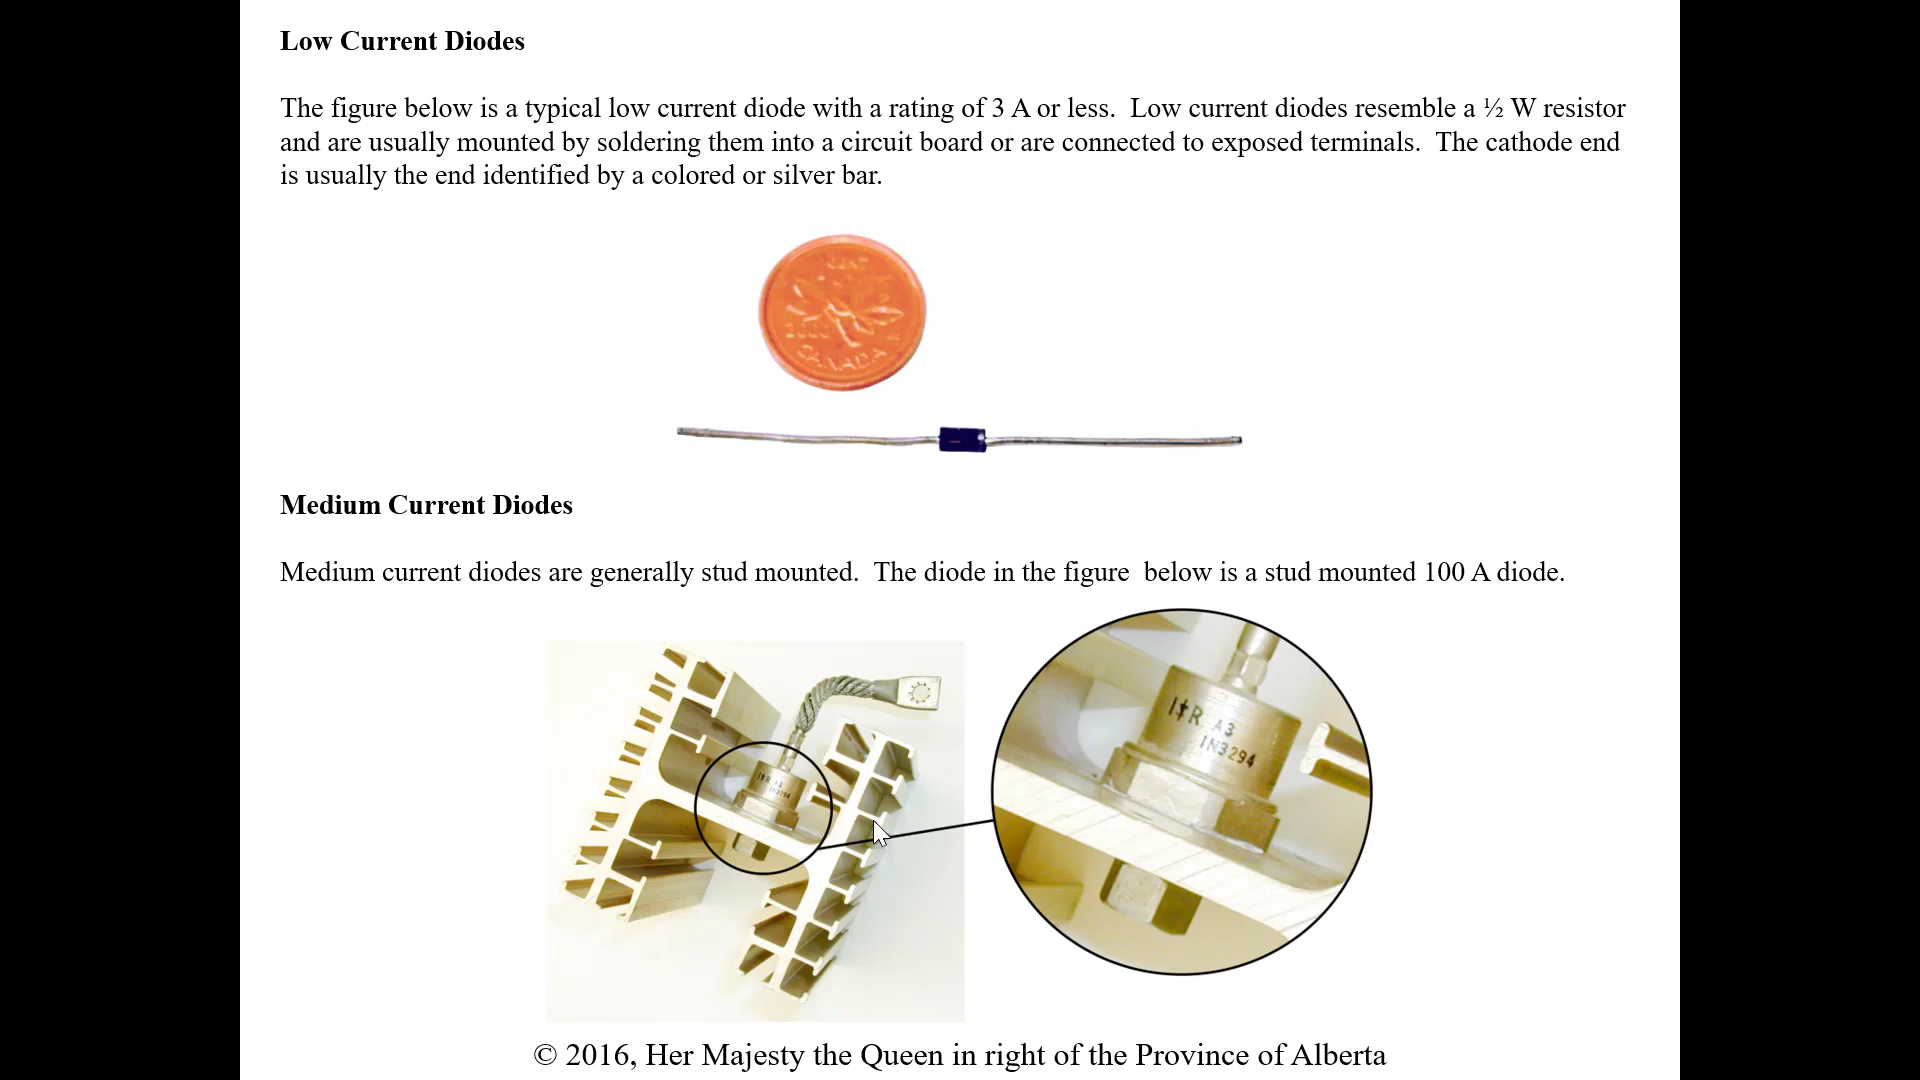 Low Current Diodes
The figure below is a typical low current diode with a rating of 3 A or less.  Low current diodes resemble a ½ W resistor
and are usually mounted by soldering them into a circuit board or are connected to exposed terminals.  The cathode end
is usually the end identified by a colored or silver bar.
CANADA
Medium Current Diodes
Medium current diodes are generally stud mounted.  The diode in the figure  below is a stud mounted 100 A diode.
A3
1N3294
A3
1N3294
© 2016, Her Majesty the Queen in right of the Province of Alberta